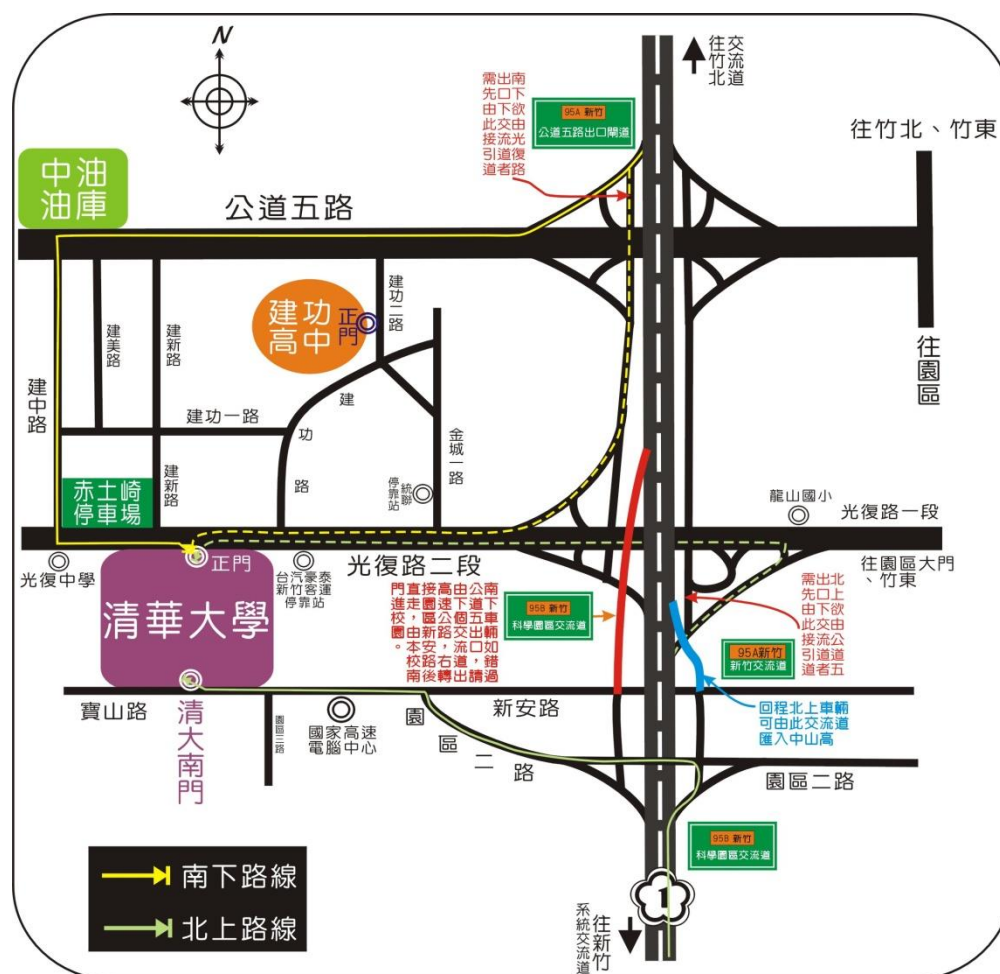 N
往竹北
交流道
南下欲由光復路
出口下交流道者
需先由此接引道
95A 新竹
公道五路出口閘道
往竹北、竹東
中油
油庫
公道五路
建功
高中
正門
建功二路
建美路
建新路
建中路
往園區
建功一路
建功路
金城一路
建新路
統聯
停靠站
赤土崎
停車場
龍山國小
光復路一段
光復中學
正門
台汽豪客泰運
新竹停靠站
光復路二段
往園區大門
、竹東
清華大學
南下車輛如錯過
公道五出口,請
由下個交流道出
高速公路,右轉
接園區新安路後
直走,由本校南
門進校園。
95B 新竹
科學園區交流道
北上欲由公道五
出口下交流道者
需先由此接引道
95A新竹
新竹交流道
寶山路
清大南門
園區三路
國家高速
電腦中心
園區二路
新安路
回程北上車輛
可由此交流道
匯入中山高
園區二路
95B 新竹
科學園區交流道
南下路線
北上路線
1
往新竹
系統交流道